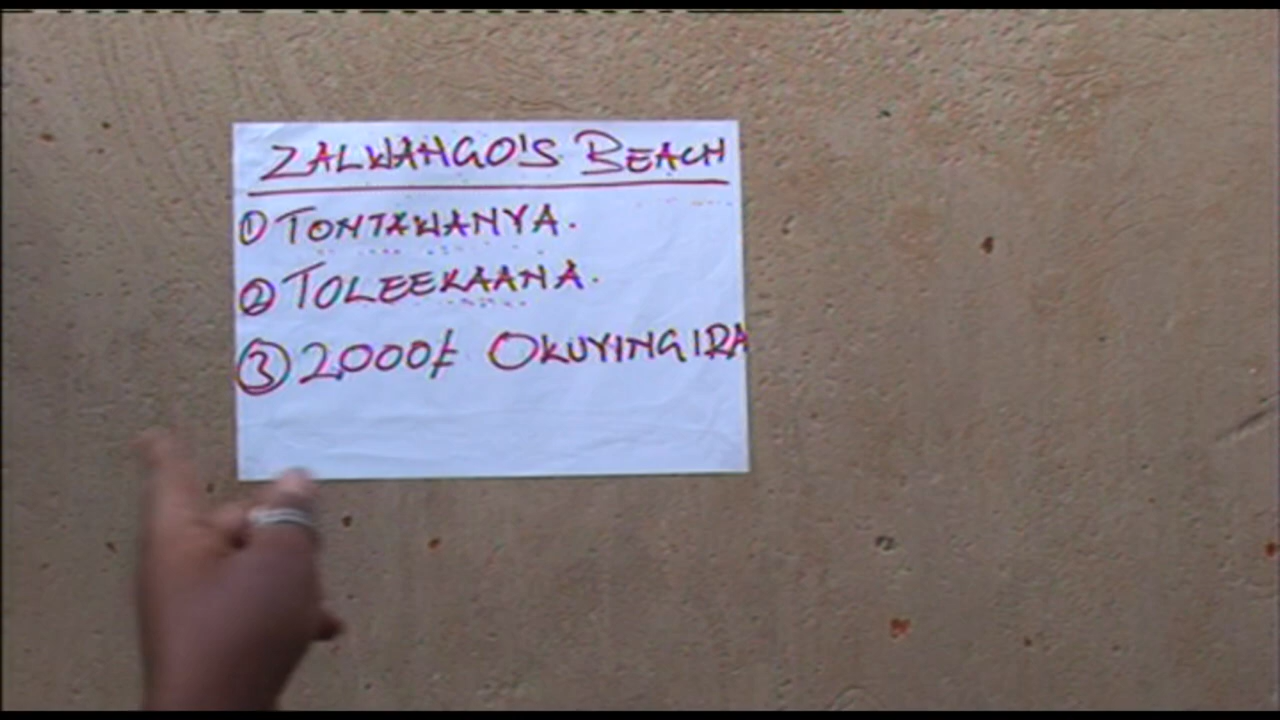 ZALWANGO'S BEACH
① TONTAWANYA.
② TOLEEKAANA.
③ 2000/= OKUYINGIRA